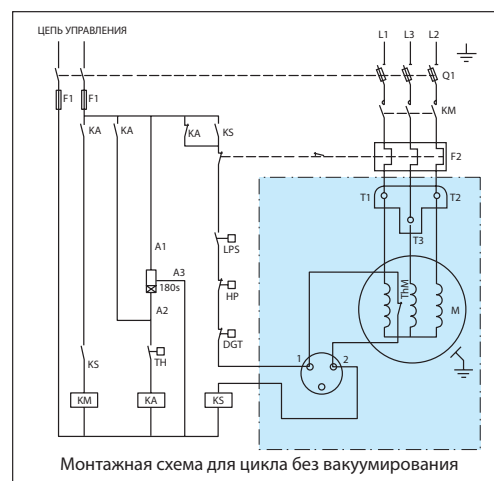 ЦЕПЬ УПРАВЛЕНИЯ
L1 L3 L2
Q1
F1 F1
KM
KA KA KA KS
F2
T1 T2
T3
A1
LPS
A3
180s
HP
ThM
M
A2
DGT
1 2
KS
TH
KM KA KS
Монтажная схема для цикла без вакуумирования